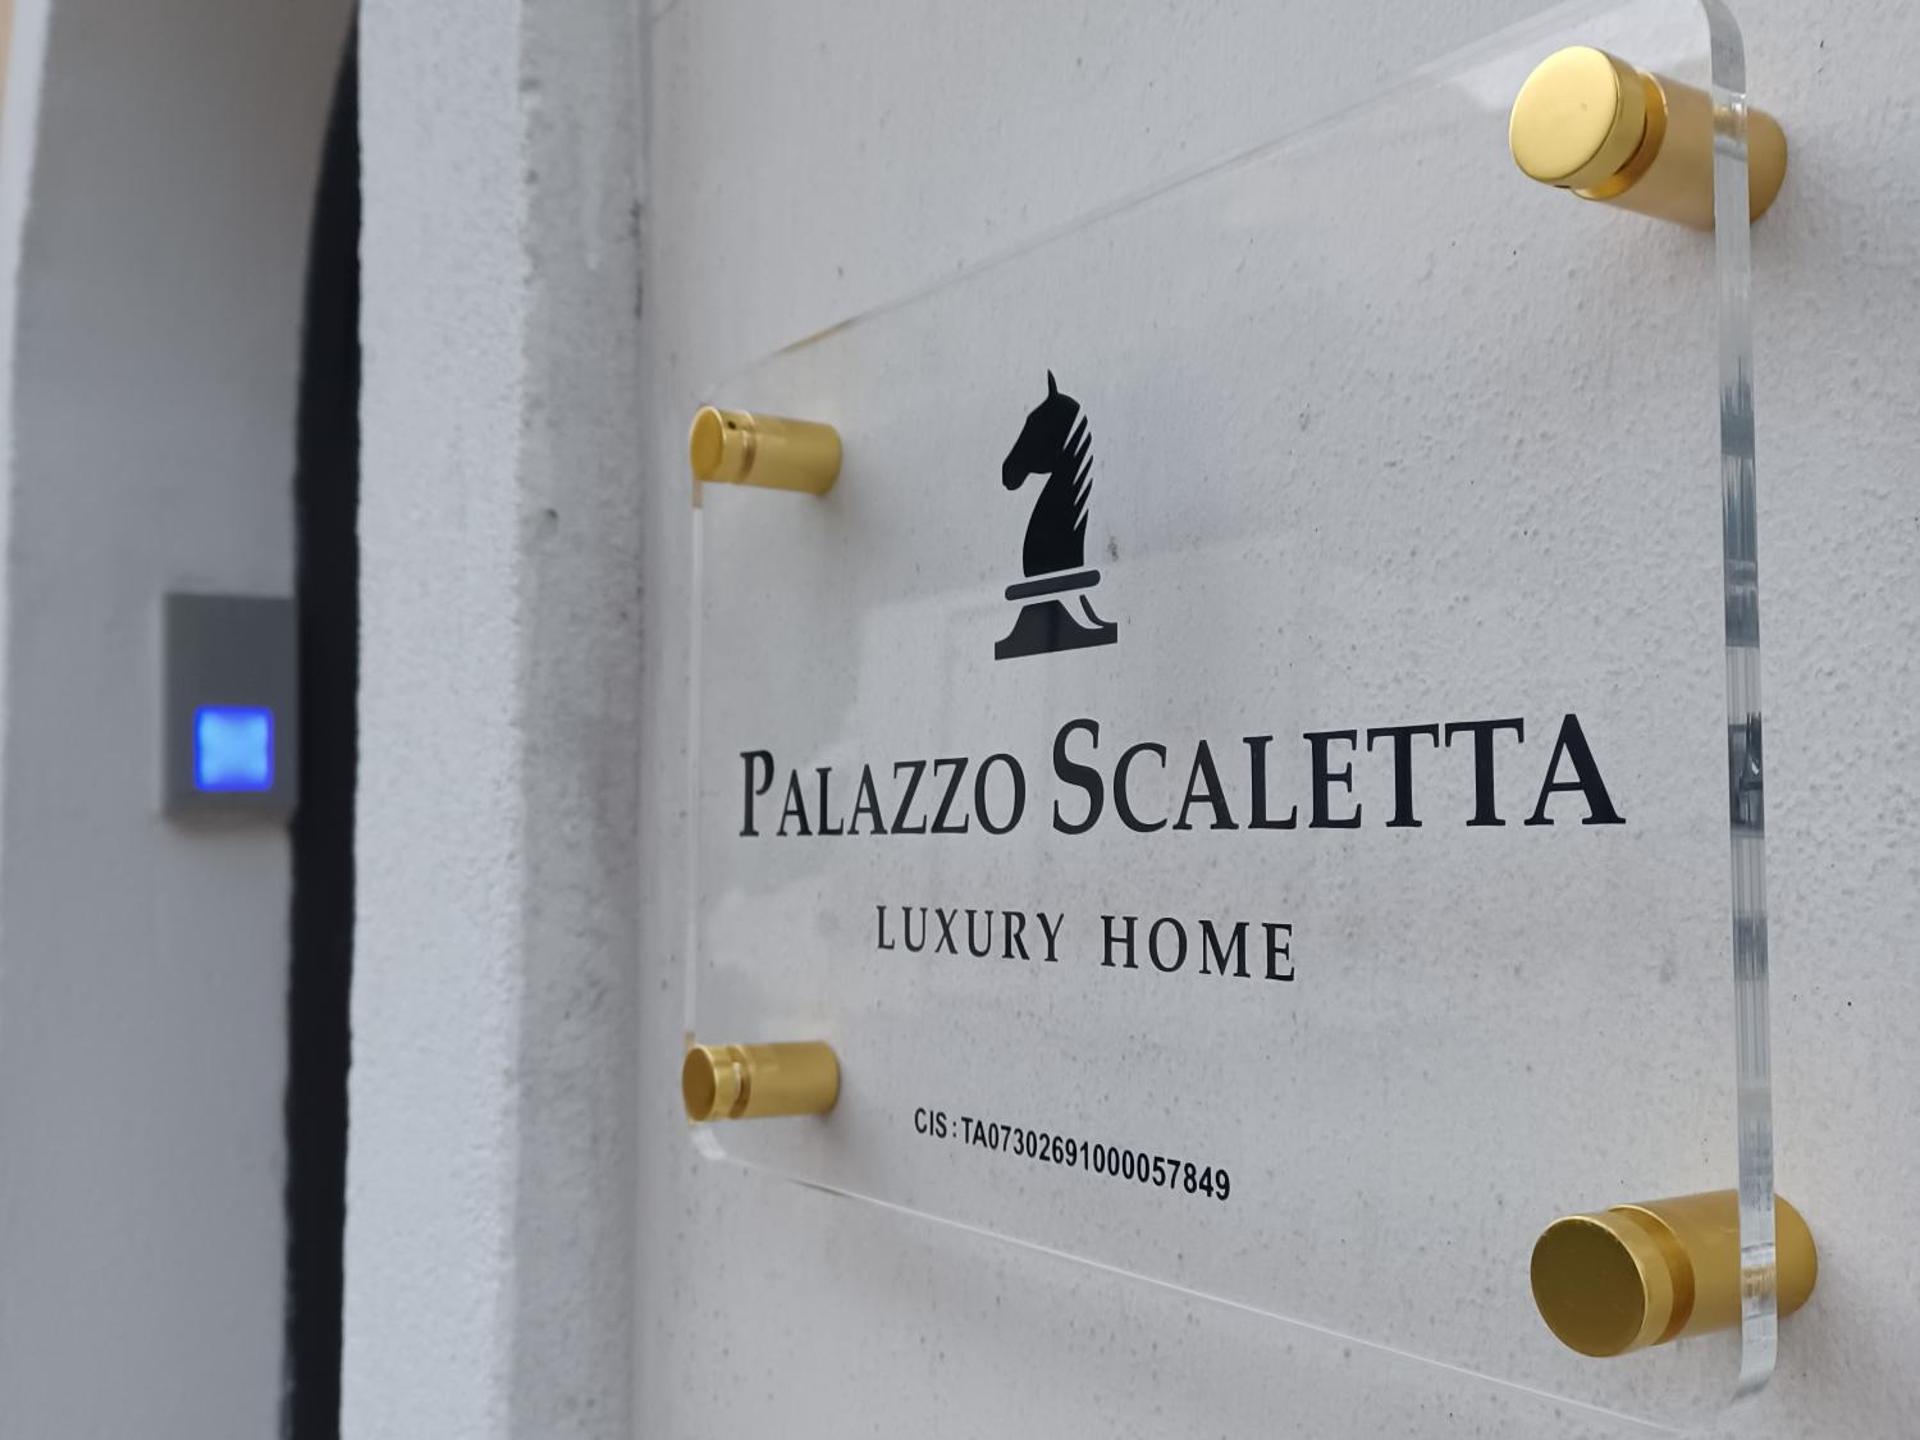 PALAZZO SCALETTA
LUXURY HOME
CIS:TA07302691000057849